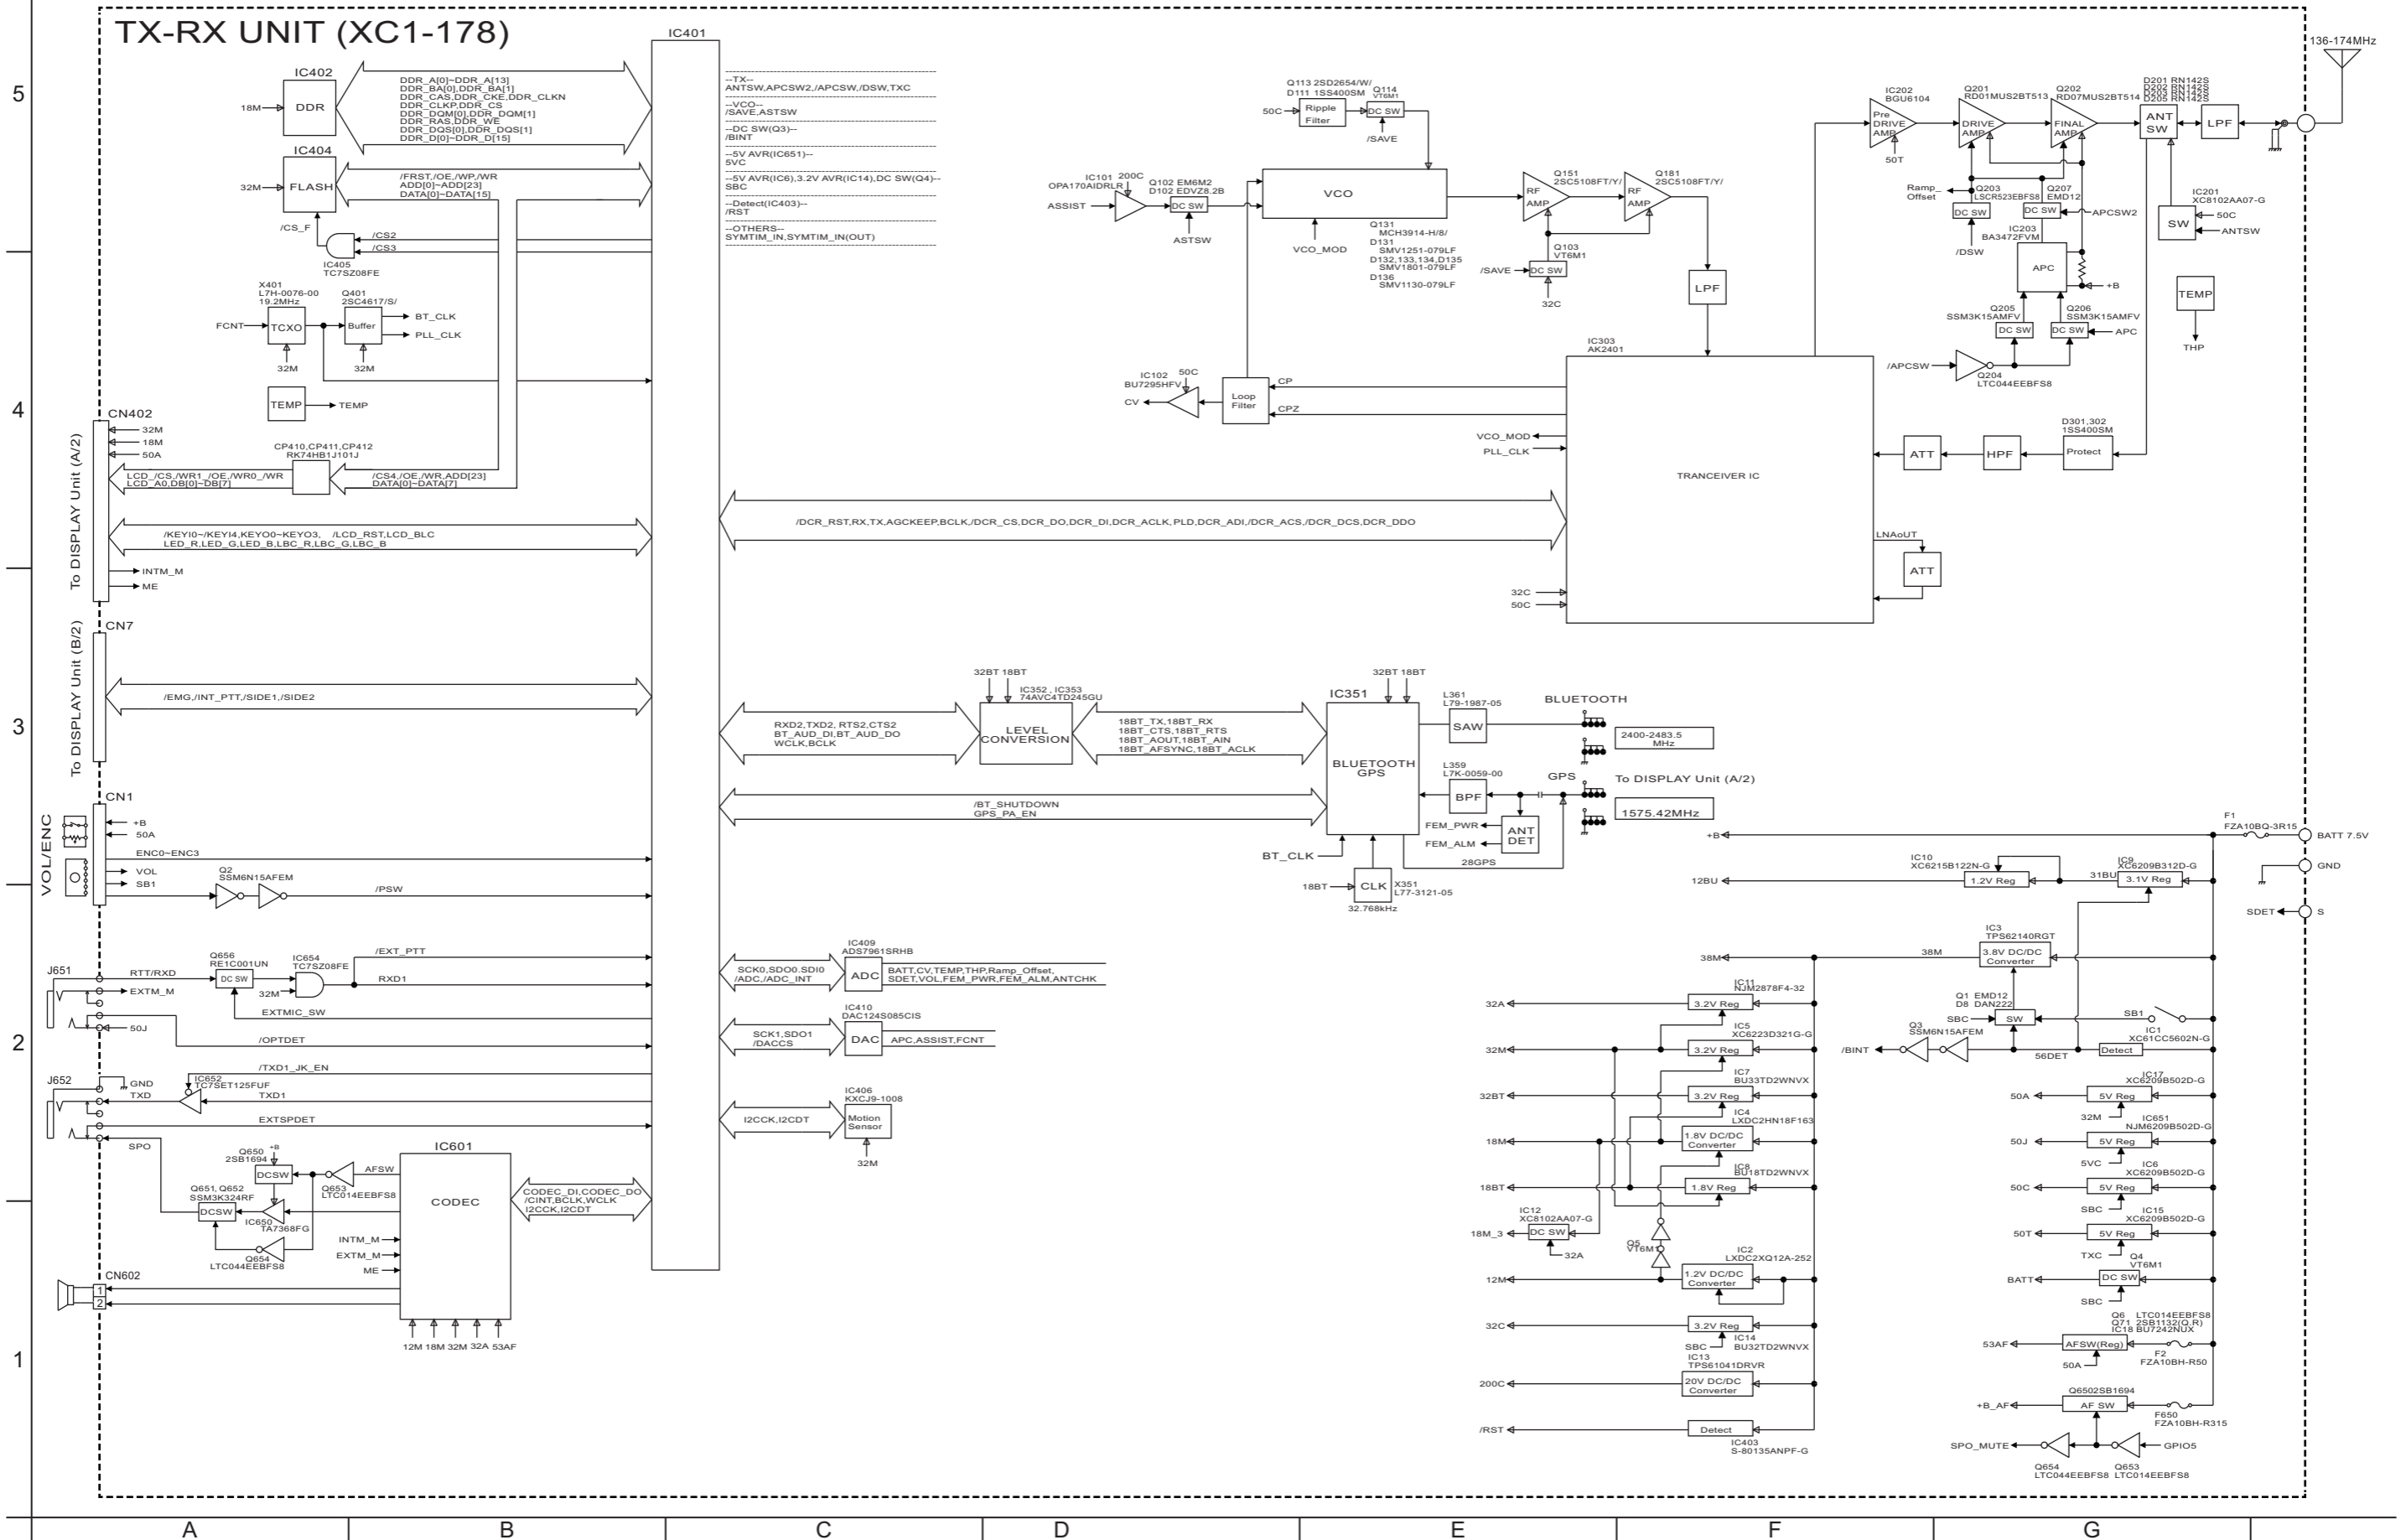 TX-RX UNIT (XC1-178)
IC401
IC402
DDR
18M
DDR_A[0]~DDR_A[13]
DDR_BA[0],DDR_BA[1]
DDR_CAS,DDR_CKE,DDR_CLKN
DDR_CLKP,DDR_CS
DDR_DQM[0],DDR_DQM[1]
DDR_RAS,DDR_WE
DDR_DQS[0],DDR_DQS[1]
DDR_D[0]~DDR_D[15]
IC404
FLASH
32M
/FRST,/OE,/WP,/WR
ADD[0]~ADD[23]
DATA[0]~DATA[15]
/CS_F
/CS2
/CS3
IC405
TC7SZ08FE
X401
L7H-0076-00
19.2MHz
Q401
2SC4617/S/
FCNT
TCXO
Buffer
BT_CLK
PLL_CLK
32M
32M
TEMP
TEMP
--TX--
ANTSW,APCSW2,/APCSW,/DSW,TXC
--VCO--
/SAVE,ASTSW
--DC SW(Q3)--
/BINT
--5V AVR(IC651)--
5VC
--5V AVR(IC6),3.2V AVR(IC14),DC SW(Q4)--
SBC
--Detect(IC403)--
/RST
--OTHERS--
SYMTIM_IN,SYMTIM_IN(OUT)
Q113 2SD2654/W/
D111 1SS400SM
Q114
VT6M1
50C
Ripple
Filter
DC SW
/SAVE
IC101 200C
OPA170AIDRLR
Q102 EM6M2
D102 EDVZ8.2B
ASSIST
DC SW
ASTSW
VCO
VCO_MOD
Q131
MCH3914-H/8/
D131
SMV1251-079LF
D132,133,134,D135
SMV1801-079LF
D136
SMV1130-079LF
Q151
2SC5108FT/Y/
RF
AMP
Q181
2SC5108FT/Y/
RF
AMP
Q103
VT6M1
/SAVE
DC SW
32C
LPF
IC202
BGU6104
Pre
DRIVE
AMP
50T
Q201
RD01MUS2BT513
DRIVE
AMP
Q202
RD07MUS2BT514
FINAL
AMP
D201 RN142S
D202 RN142S
D203 RN142S
D205 RN142S
ANT
SW
LPF
136-174MHz
Ramp_
Offset
Q203
LSCR523EBFS8
DC SW
/DSW
Q207
EMD12
DC SW
APCSW2
IC203
BA3472FVM
APC
+B
IC201
XC8102AA07-G
SW
50C
ANTSW
TEMP
THP
Q205
SSM3K15AMFV
DC SW
Q206
SSM3K15AMFV
DC SW
APC
/APCSW
Q204
LTC044EEBFS8
IC303
AK2401
TRANCEIVER IC
IC102
BU7295HFV
50C
CV
Loop
Filter
CP
CPZ
VCO_MOD
PLL_CLK
ATT
HPF
D301,302
1SS400SM
Protect
LNAoUT
ATT
32C
50C
/DCR_RST,RX,TX,AGCKEEP,BCLK,/DCR_CS,DCR_DO,DCR_DI,DCR_ACLK, PLD,DCR_ADI,/DCR_ACS,/DCR_DCS,DCR_DDO
CN402
To DISPLAY Unit (A/2)
32M
18M
50A
CP410,CP411,CP412
RK74HB1J101J
LCD_/CS,/WR1_/OE,/WR0_/WR
LCD_A0,DB[0]~DB[7]
/CS4,/OE,/WR,ADD[23]
DATA[0]~DATA[7]
/KEYI0~/KEYI4,KEYO0~KEYO3, /LCD_RST,LCD_BLC
LED_R,LED_G,LED_B,LBC_R,LBC_G,LBC_B
INTM_M
ME
CN7
To DISPLAY Unit (B/2)
/EMG,/INT_PTT,/SIDE1,/SIDE2
CN1
VOL/ENC
+B
50A
ENC0~ENC3
VOL
SB1
Q2
SSM6N15AFEM
/PSW
32BT 18BT
IC352 , IC353
74AVC4TD245GU
LEVEL
CONVERSION
RXD2,TXD2, RTS2,CTS2
BT_AUD_DI,BT_AUD_DO
WCLK,BCLK
18BT_TX,18BT_RX
18BT_CTS,18BT_RTS
18BT_AOUT,18BT_AIN
18BT_AFSYNC,18BT_ACLK
/BT_SHUTDOWN
GPS_PA_EN
32BT 18BT
IC351
BLUETOOTH
GPS
BT_CLK
18BT
CLK
X351
L77-3121-05
32.768kHz
L361
L79-1987-05
SAW
BLUETOOTH
2400-2483.5
MHz
L359
L7K-0059-00
BPF
GPS
To DISPLAY Unit (A/2)
1575.42MHz
FEM_PWR
FEM_ALM
ANT
DET
28GPS
F1
FZA10BQ-3R15
BATT 7.5V
GND
SDET
S
+B
IC10
XC6215B122N-G
12BU
1.2V Reg
31BU
IC9
XC6209B312D-G
3.1V Reg
IC3
TPS62140RGT
3.8V DC/DC
Converter
38M
38M
Q1 EMD12
D8 DAN222
SBC
SW
SB1
Q3
SSM6N15AFEM
/BINT
56DET
IC1
XC61CC5602N-G
Detect
IC11
NJM2878F4-32
32A
3.2V Reg
IC5
XC6223D321G-G
32M
3.2V Reg
IC7
BU33TD2WNVX
32BT
3.2V Reg
IC4
LXDC2HN18F163
18M
1.8V DC/DC
Converter
IC8
BU18TD2WNVX
18BT
1.8V Reg
IC12
XC8102AA07-G
18M_3
DC SW
32A
Q5
VT6M1
IC2
LXDC2XQ12A-252
12M
1.2V DC/DC
Converter
32C
3.2V Reg
SBC
IC14
BU32TD2WNVX
IC13
TPS61041DRVR
200C
20V DC/DC
Converter
/RST
Detect
IC403
S-80135ANPF-G
IC17
XC6209B502D-G
50A
5V Reg
32M
IC651
NJM6209B502D-G
50J
5V Reg
5VC
IC6
XC6209B502D-G
50C
5V Reg
SBC
IC15
XC6209B502D-G
50T
5V Reg
TXC
Q4
VT6M1
BATT
DC SW
SBC
Q6 LTC014EEBFS8
Q71 2SB1132(Q,R)
IC18 BU7242NUX
53AF
AFSW(Reg)
50A
F2
FZA10BH-R50
Q6502SB1694
+B_AF
AF SW
F650
FZA10BH-R315
SPO_MUTE
GPIO5
Q654
LTC044EEBFS8
Q653
LTC014EEBFS8
J651
RTT/RXD
EXTM_M
50J
Q656
RE1C001UN
DC SW
IC654
TC7SZ08FE
32M
/EXT_PTT
RXD1
EXTMIC_SW
/OPTDET
J652
GND
TXD
/TXD1_JK_EN
IC652
TC7SET125FUF
TXD1
EXTSPDET
SPO
IC409
ADS7961SRHB
SCK0,SDO0.SDI0
/ADC,/ADC_INT
ADC
BATT,CV,TEMP,THP,Ramp_Offset,
SDET,VOL,FEM_PWR,FEM_ALM,ANTCHK
IC410
DAC124S085CIS
SCK1,SDO1
/DACCS
DAC
APC,ASSIST,FCNT
IC406
KXCJ9-1008
I2CCK,I2CDT
Motion
Sensor
32M
Q650
2SB1694
+B
DCSW
Q653
LTC014EEBFS8
AFSW
Q651, Q652
SSM3K324RF
DCSW
IC650
TA7368FG
Q654
LTC044EEBFS8
IC601
CODEC
CODEC_DI,CODEC_DO
/CINT,BCLK,WCLK
I2CCK,I2CDT
INTM_M
EXTM_M
ME
CN602
1
2
12M 18M 32M 32A 53AF
5
4
3
2
1
A
B
C
D
E
F
G